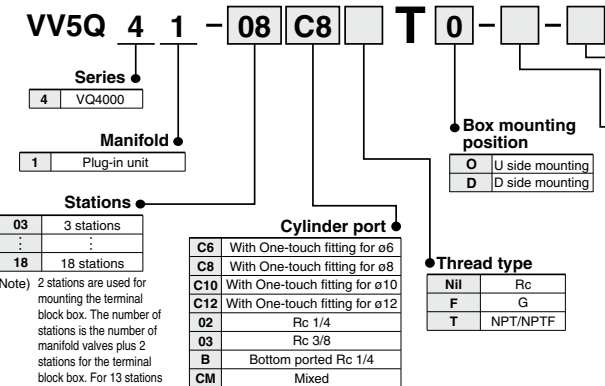 VV5Q 4 1 - 08 C8 T 0 - -
Series
4 VQ4000
Manifold
1 Plug-in unit
Stations
03 3 stations
⋮ ⋮
18 18 stations
Note) 2 stations are used for
mounting the terminal
block box. The number of
stations is the number of
manifold valves plus 2
stations for the terminal
block box. For 13 stations
Cylinder port
C6 With One-touch fitting for ø6
C8 With One-touch fitting for ø8
C10 With One-touch fitting for ø10
C12 With One-touch fitting for ø12
02 Rc 1/4
03 Rc 3/8
B Bottom ported Rc 1/4
CM Mixed
Box mounting
position
O U side mounting
D D side mounting
Thread type
Nil Rc
F G
T NPT/NPTF